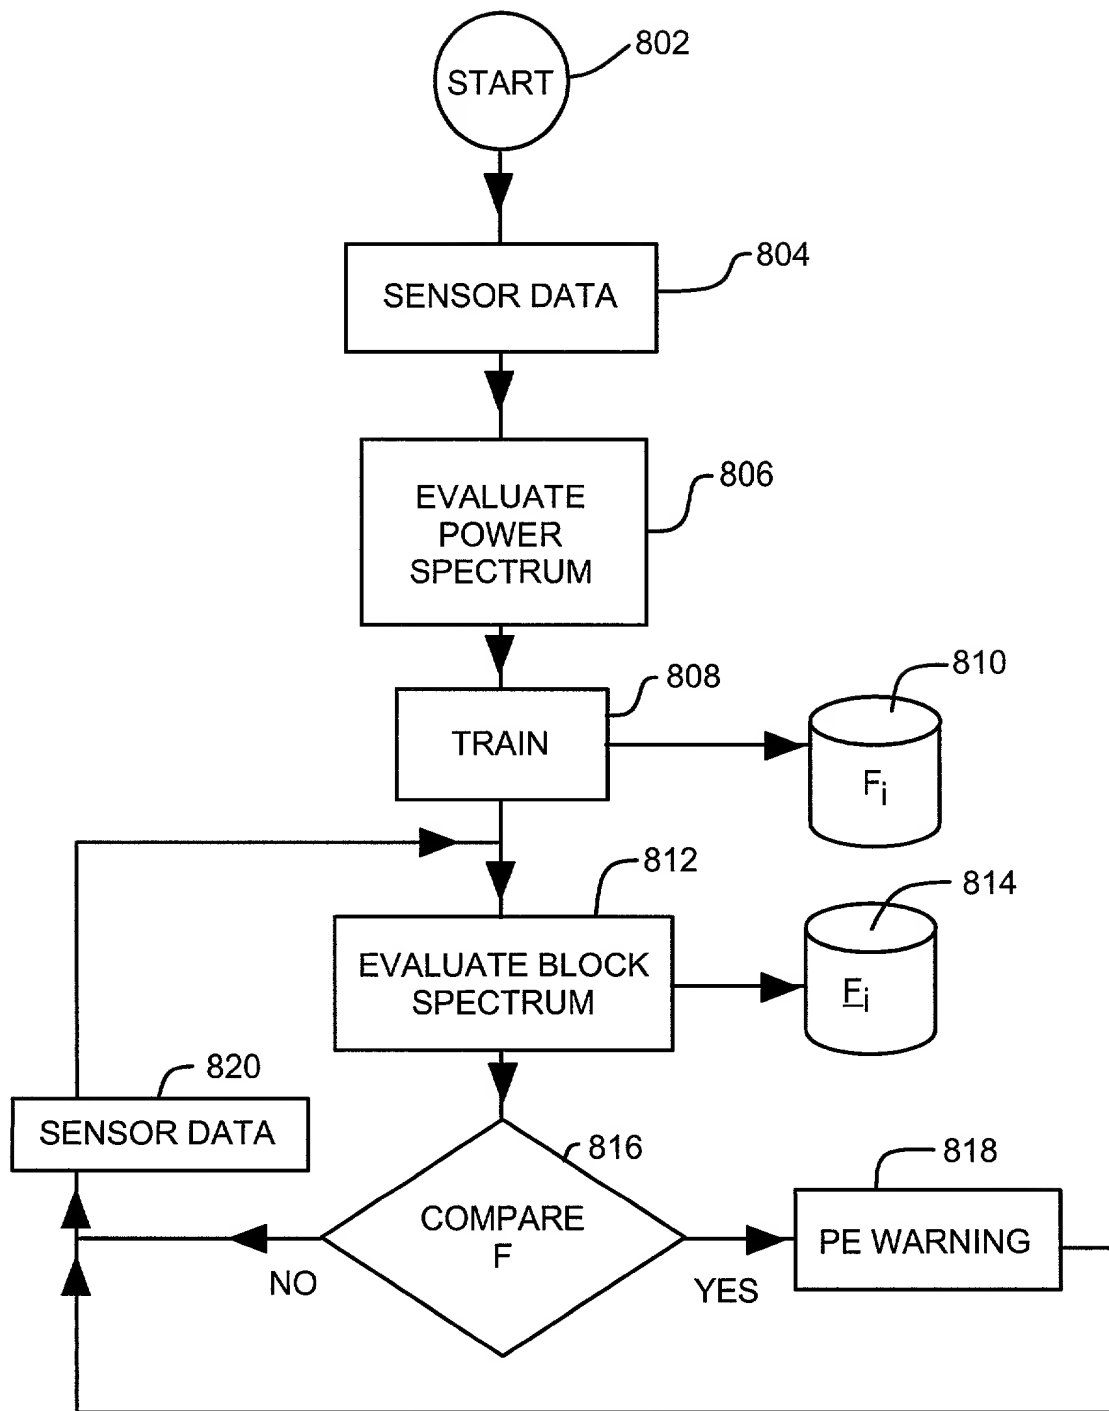 802
START
804
SENSOR DATA
806
EVALUATE
POWER
SPECTRUM
808
TRAIN
810
Fi
812
EVALUATE BLOCK
SPECTRUM
814
Fi
820
SENSOR DATA
816
COMPARE
F
818
PE WARNING
NO
YES